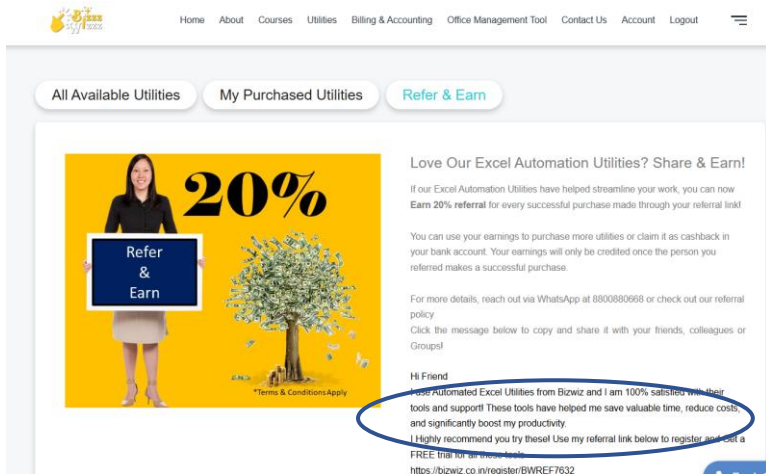 Bizzz
Wizzz
Home About Courses Utilities Billing & Accounting Office Management Tool Contact Us Account Logout
All Available Utilities My Purchased Utilities Refer & Earn
20%
Refer
&
Earn
*Terms & Conditions Apply
Love Our Excel Automation Utilities? Share & Earn!
If our Excel Automation Utilities have helped streamline your work, you can now
Earn 20% referral for every successful purchase made through your referral link!
You can use your earnings to purchase more utilities or claim it as cashback in
your bank account. Your earnings will only be credited once the person you
referred makes a successful purchase.
For more details, reach out via WhatsApp at 8800880668 or check out our referral
policy
Click the message below to copy and share it with your friends, colleagues or
Groups!
Hi Friend
I use Automated Excel Utilities from Bizwiz and I am 100% satisfied with their
tools and support! These tools have helped me save valuable time, reduce costs,
and significantly boost my productivity.
I Highly recommend you try these! Use my referral link below to register and Get a
FREE trial for all these tools
https://bizwiz.co.in/register/BWREF7632